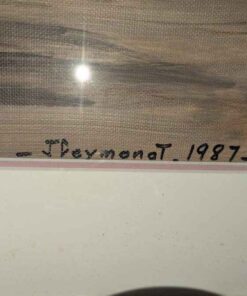 - J Peymonat. 1987-